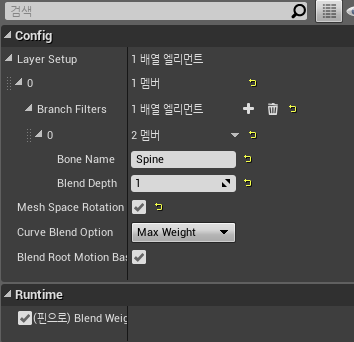 검색
Config
Layer Setup 1 배열 엘리먼트
0 1 멤버
Branch Filters 1 배열 엘리먼트
0 2 멤버
Bone Name Spine
Blend Depth 1
Mesh Space Rotation
Curve Blend Option Max Weight
Blend Root Motion Bas
Runtime
(핀으로) Blend Weig